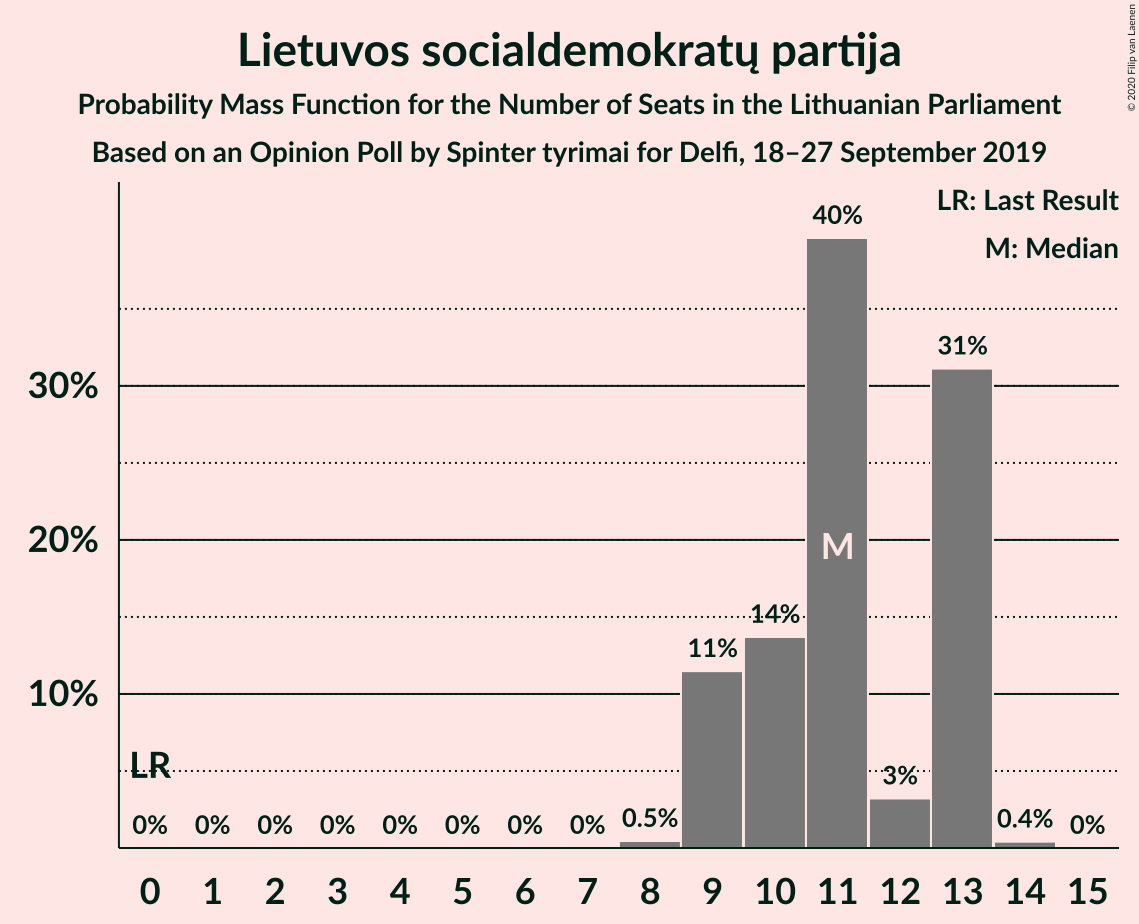 Lietuvos socialdemokratų partija
Probability Mass Function for the Number of Seats in the Lithuanian Parliament
Based on an Opinion Poll by Spinter tyrimai for Delfi, 18–27 September 2019
© 2020 Filip van Laenen
LR: Last Result
M: Median
40%
31%
30%
20%
M
14%
11%
10%
LR
3%
0% 0% 0% 0% 0% 0% 0% 0% 0.5% 0.4% 0%
0 1 2 3 4 5 6 7 8 9 10 11 12 13 14 15